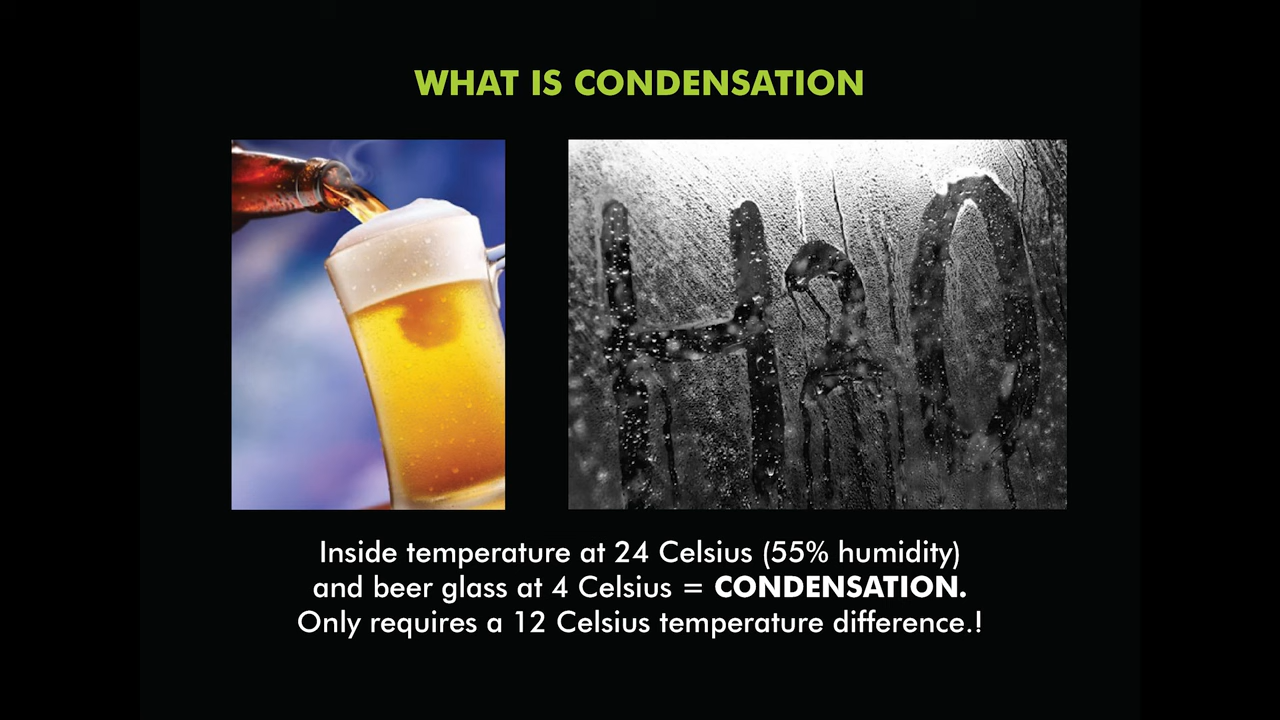 WHAT IS CONDENSATION
H2O
Inside temperature at 24 Celsius (55% humidity)
and beer glass at 4 Celsius = CONDENSATION.
Only requires a 12 Celsius temperature difference.!